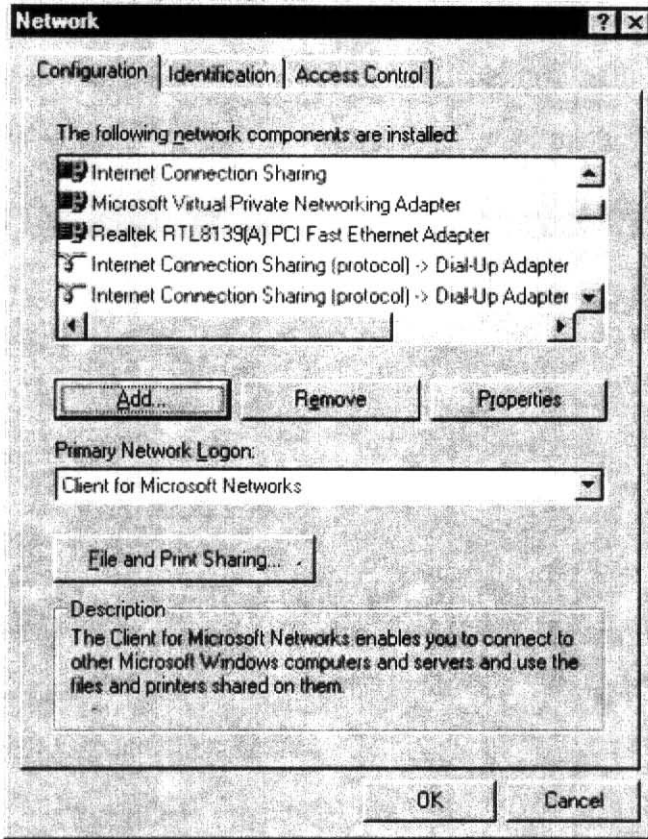 Network
Configuration Identification Access Control
The following network components are installed:
Internet Connection Sharing
Microsoft Virtual Private Networking Adapter
Realtek RTL8139(A) PCI Fast Ethernet Adapter
Internet Connection Sharing (protocol) -> Dial-Up Adapter
Internet Connection Sharing (protocol) -> Dial-Up Adapter
Add... Remove Properties
Primary Network Logon:
Client for Microsoft Networks
File and Print Sharing...
Description
The Client for Microsoft Networks enables you to connect to
other Microsoft Windows computers and servers and use the
files and printers shared on them.
OK Cancel